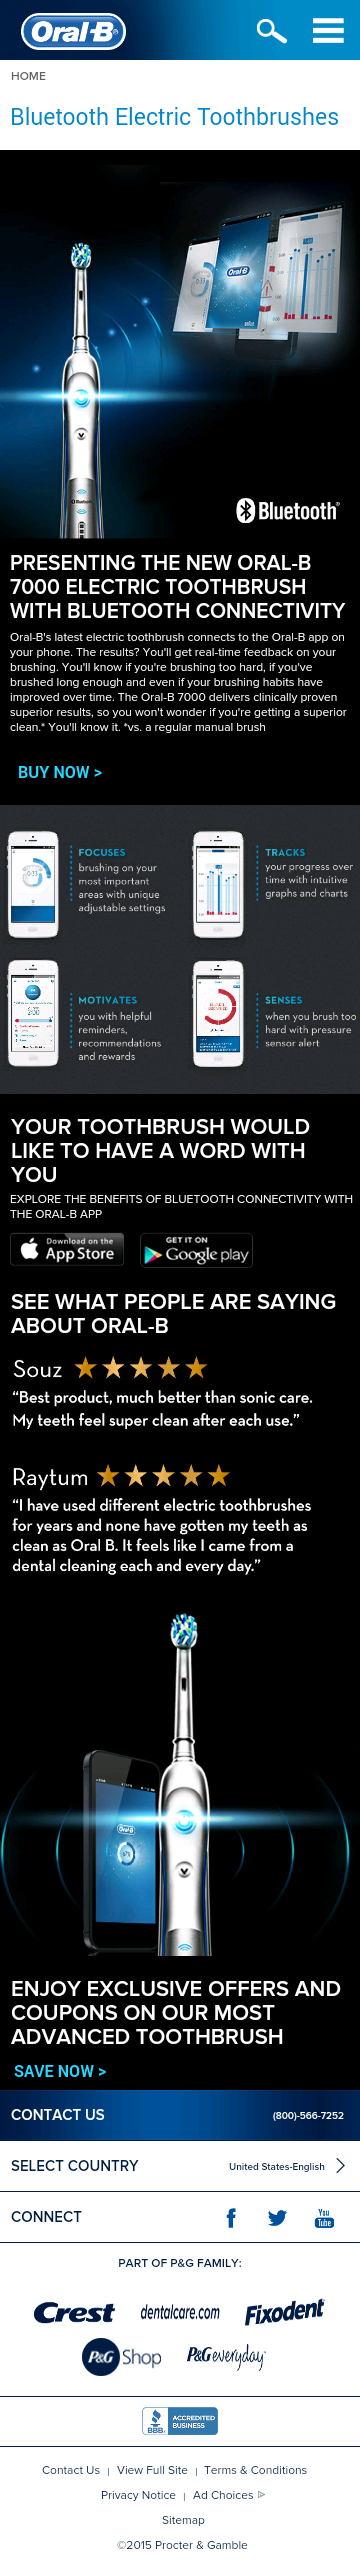 Oral-B
HOME
Bluetooth Electric Toothbrushes
Oral-B
Bluetooth
PRESENTING THE NEW ORAL-B
7000 ELECTRIC TOOTHBRUSH
WITH BLUETOOTH CONNECTIVITY
Oral-B's latest electric toothbrush connects to the Oral-B app on
your phone. The results? You'll get real-time feedback on your
brushing. You'll know if you're brushing too hard, if you've
brushed long enough and even if your brushing habits have
improved over time. The Oral-B 7000 delivers clinically proven
superior results, so you won't wonder if you're getting a superior
clean.* You'll know it. *vs. a regular manual brush
BUY NOW >
FOCUSES
brushing on your
most important
areas with unique
adjustable settings
TRACKS
your progress over
time with intuitive
graphs and charts
MOTIVATES
you with helpful
reminders,
recommendations
and rewards
SENSES
when you brush too
hard with pressure
sensor alert
YOUR TOOTHBRUSH WOULD
LIKE TO HAVE A WORD WITH
YOU
EXPLORE THE BENEFITS OF BLUETOOTH CONNECTIVITY WITH
THE ORAL-B APP
Download on the
App Store
GET IT ON
Google play
SEE WHAT PEOPLE ARE SAYING
ABOUT ORAL-B
Souz
“Best product, much better than sonic care.
My teeth feel super clean after each use.”
Raytum
“I have used different electric toothbrushes
for years and none have gotten my teeth as
clean as Oral B. It feels like I came from a
dental cleaning each and every day.”
Oral-B
ENJOY EXCLUSIVE OFFERS AND
COUPONS ON OUR MOST
ADVANCED TOOTHBRUSH
SAVE NOW >
CONTACT US (800)-566-7252
SELECT COUNTRY United States-English
CONNECT
You
Tube
PART OF P&G FAMILY:
Crest dentalcare.com Fixodent
P&G Shop P&G everyday
BBB ACCREDITED
BUSINESS
Contact Us | View Full Site | Terms & Conditions
Privacy Notice | Ad Choices
Sitemap
©2015 Procter & Gamble